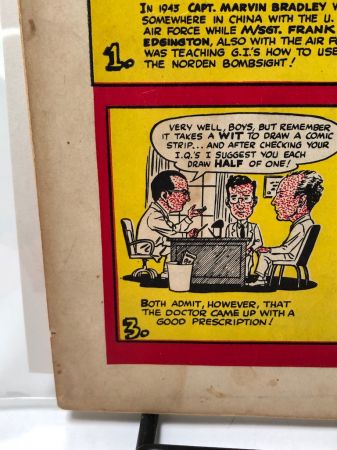 IN 1943 CAPT. MARVIN BRADLEY
SOMEWHERE IN CHINA WITH THE U.
AIR FORCE WHILE M/SGT. FRANK
EDGINGTON, ALSO WITH THE AIR F
WAS TEACHING G.I.'S HOW TO USE
THE NORDEN BOMBSIGHT!
1.
VERY WELL, BOYS, BUT REMEMBER
IT TAKES A WIT TO DRAW A COMIC
STRIP... AND AFTER CHECKING YOUR
I.Q.'S I SUGGEST YOU EACH
DRAW HALF OF ONE!
BOTH ADMIT, HOWEVER, THAT
THE DOCTOR CAME UP WITH A
GOOD PRESCRIPTION!
3.